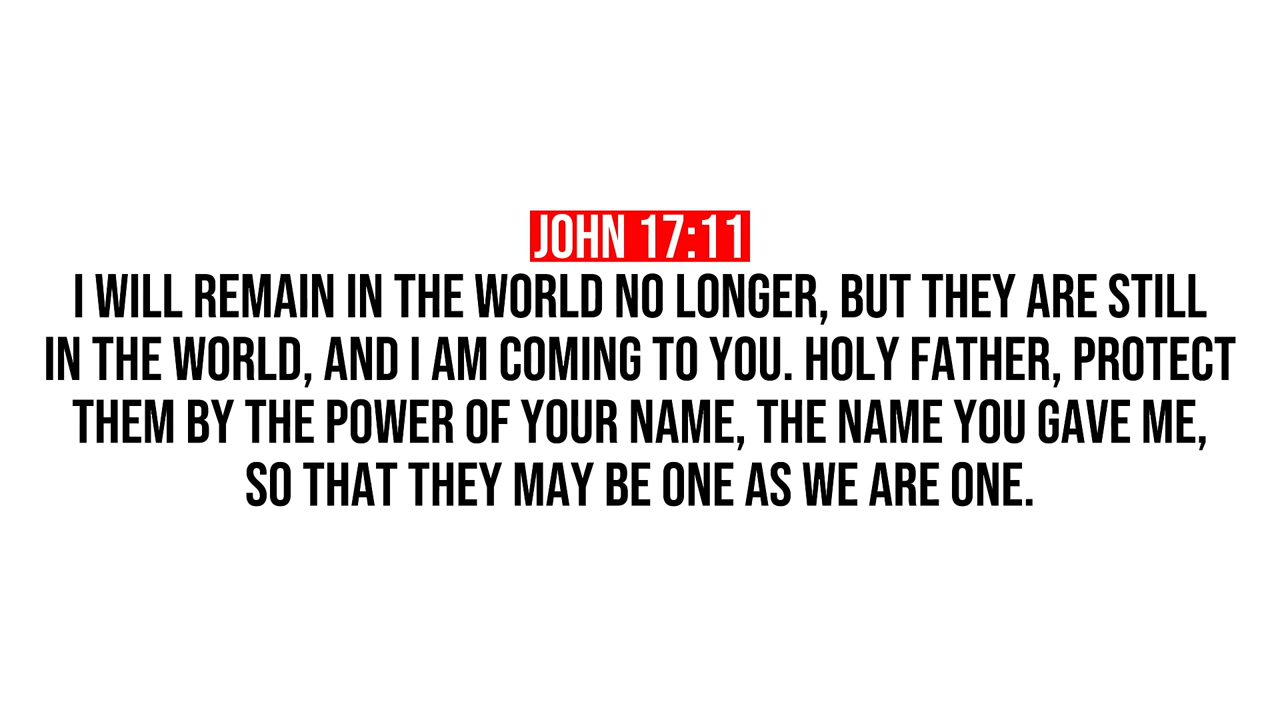 JOHN 17:11
I WILL REMAIN IN THE WORLD NO LONGER, BUT THEY ARE STILL
IN THE WORLD, AND I AM COMING TO YOU. HOLY FATHER, PROTECT
THEM BY THE POWER OF YOUR NAME, THE NAME YOU GAVE ME,
SO THAT THEY MAY BE ONE AS WE ARE ONE.